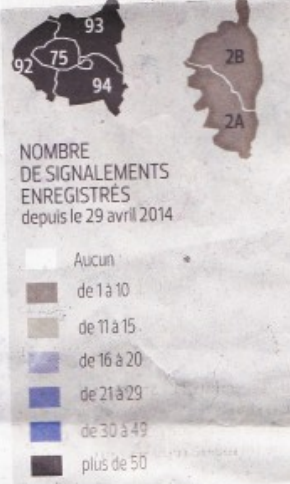 93
92 75
94
2B
2A
NOMBRE
DE SIGNALEMENTS
ENREGISTRÉS
depuis le 29 avril 2014
Aucun
de 1 à 10
de 11 à 15
de 16 à 20
de 21 à 29
de 30 à 49
plus de 50